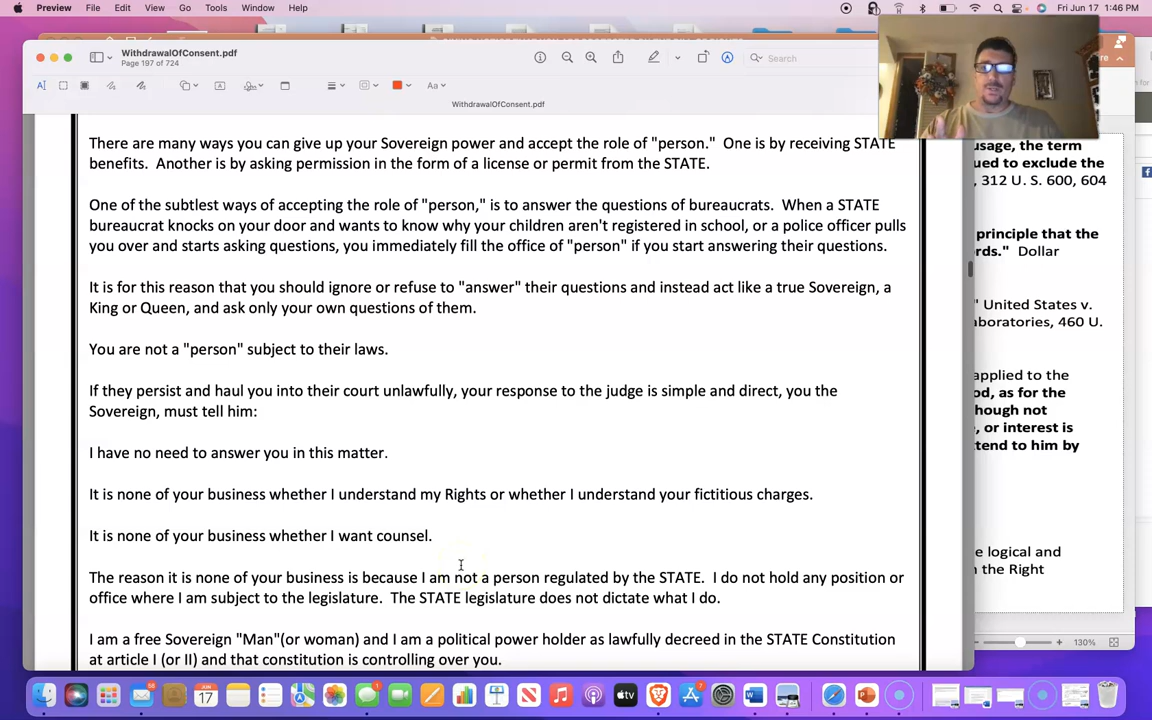 Preview File Edit View Go Tools Window Help Fri Jun 17 1:46 PM
WithdrawalOfConsent.pdf
Page 197 of 724
Search
Aa
WithdrawalOfConsent.pdf
There are many ways you can give up your Sovereign power and accept the role of "person." One is by receiving STATE
benefits. Another is by asking permission in the form of a license or permit from the STATE.
One of the subtlest ways of accepting the role of "person," is to answer the questions of bureaucrats. When a STATE
bureaucrat knocks on your door and wants to know why your children aren't registered in school, or a police officer pulls
you over and starts asking questions, you immediately fill the office of "person" if you start answering their questions.
It is for this reason that you should ignore or refuse to "answer" their questions and instead act like a true Sovereign, a
King or Queen, and ask only your own questions of them.
You are not a "person" subject to their laws.
If they persist and haul you into their court unlawfully, your response to the judge is simple and direct, you the
Sovereign, must tell him:
I have no need to answer you in this matter.
It is none of your business whether I understand my Rights or whether I understand your fictitious charges.
It is none of your business whether I want counsel.
The reason it is none of your business is because I am not a person regulated by the STATE. I do not hold any position or
office where I am subject to the legislature. The STATE legislature does not dictate what I do.
I am a free Sovereign "Man"(or woman) and I am a political power holder as lawfully decreed in the STATE Constitution
at article I (or II) and that constitution is controlling over you.
usage, the term
ued to exclude the
, 312 U. S. 600, 604
principle that the
rds." Dollar
" United States v.
aboratories, 460 U.
applied to the
od, as for the
hough not
, or interest is
tend to him by
e logical and
n the Right
130%
JUN
17
tv